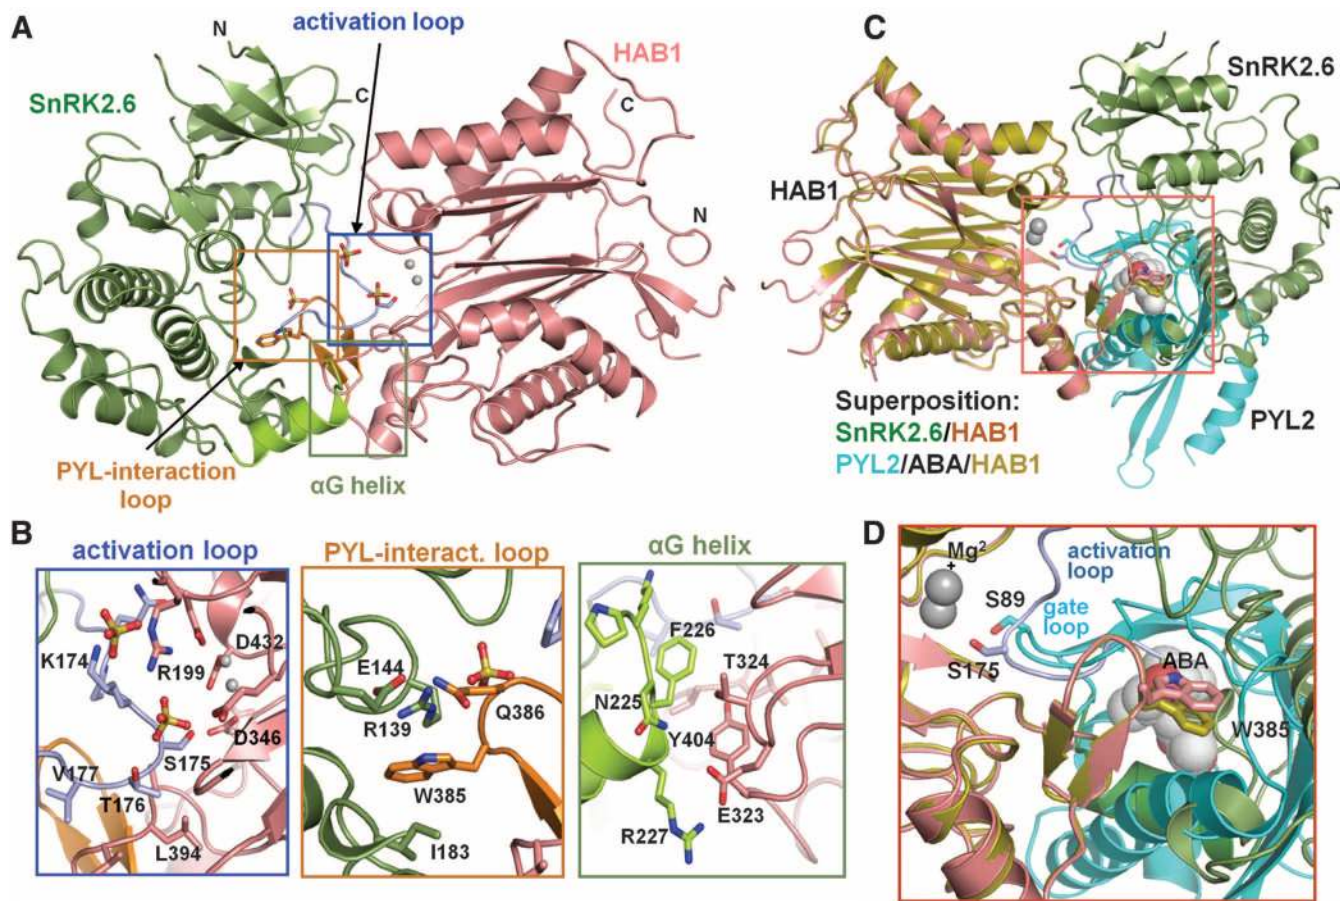 A
activation loop
N
HAB1
SnRK2.6
C
C
N
PYL-interaction
loop
αG helix
C
SnRK2.6
HAB1
Superposition:
SnRK2.6/HAB1
PYL2/ABA/HAB1
PYL2
B
activation loop
K174
R199
D432
D346
S175
V177
T176
L394
PYL-interact. loop
E144
R139
Q386
W385
I183
αG helix
F226
T324
N225
Y404
E323
R227
D
Mg2
+
activation
loop
S89
gate
loop
S175
ABA
W385